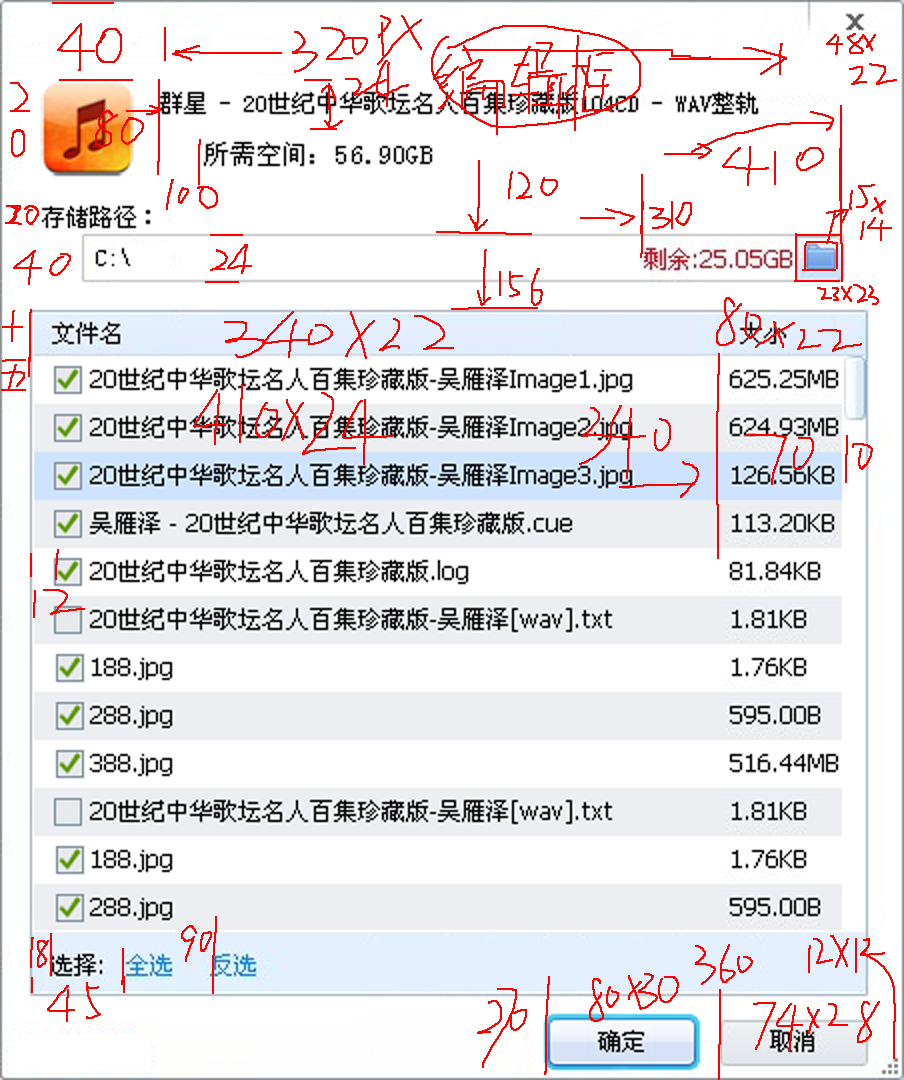 40 320PX 编辑框 48X22
20 80 24
群星 - 20世纪中华歌坛名人百集珍藏版104CD - WAV整轨
所需空间: 56.90GB
410
100 120 310 15X14
20 存储路径:
40 C:\ 24 剩余:25.05GB
156 23X23
十五 文件名 340X22 大小 80X22
20世纪中华歌坛名人百集珍藏版-吴雁泽Image1.jpg 625.25MB
410X24
20世纪中华歌坛名人百集珍藏版-吴雁泽Image2.jpg 624.93MB
340 70 10
20世纪中华歌坛名人百集珍藏版-吴雁泽Image3.jpg 126.56KB
吴雁泽 - 20世纪中华歌坛名人百集珍藏版.cue 113.20KB
20世纪中华歌坛名人百集珍藏版.log 81.84KB
12
20世纪中华歌坛名人百集珍藏版-吴雁泽[wav].txt 1.81KB
188.jpg 1.76KB
288.jpg 595.00B
388.jpg 516.44MB
20世纪中华歌坛名人百集珍藏版-吴雁泽[wav].txt 1.81KB
188.jpg 1.76KB
288.jpg 595.00B
18 选择: 全选 90 反选 360 12X12
45 80X30 74X28
确定 取消